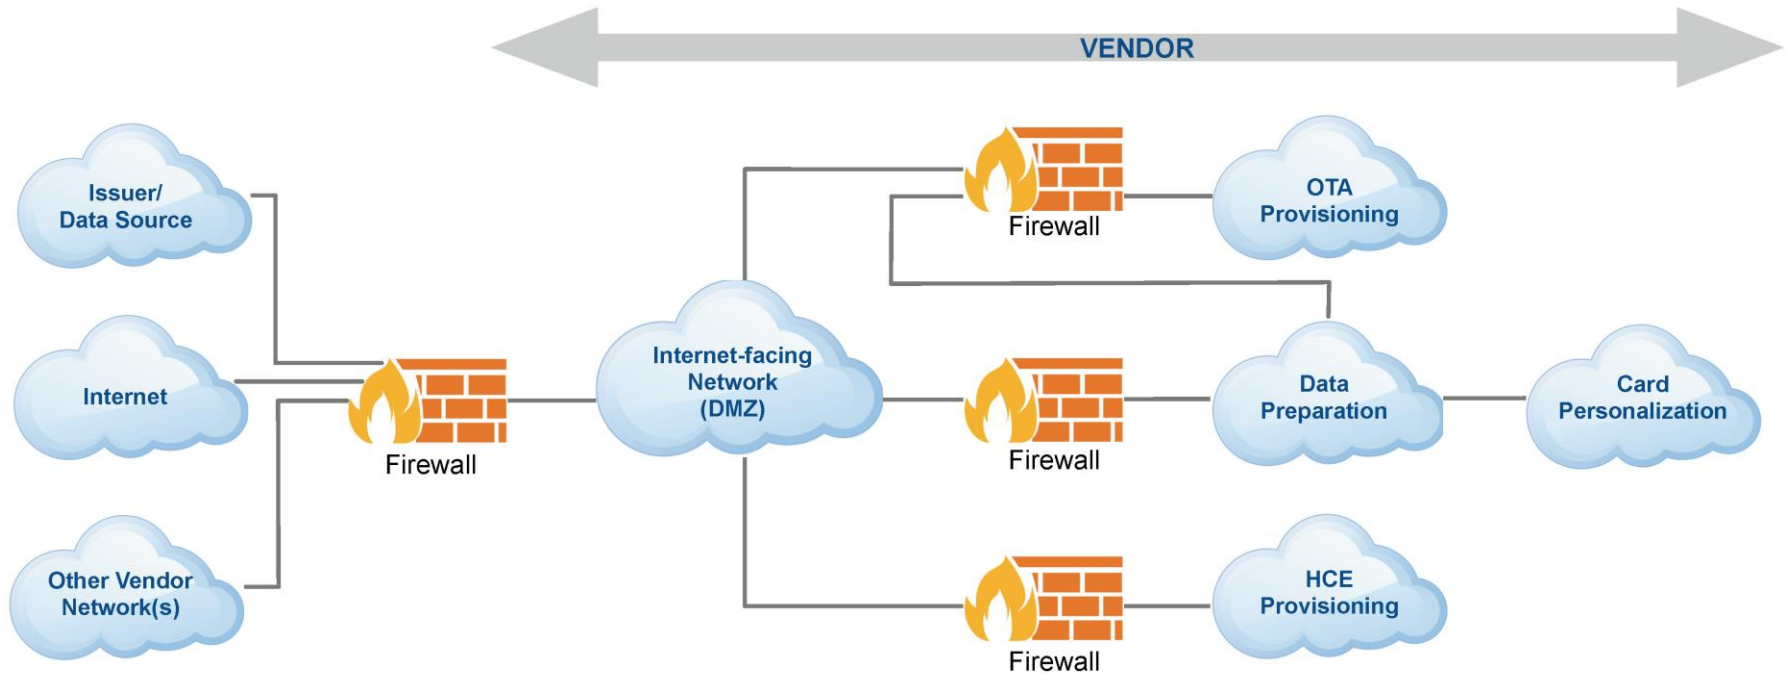 VENDOR
Issuer/
Data Source
Internet
Other Vendor
Network(s)
Firewall
Internet-facing
Network
(DMZ)
Firewall
OTA
Provisioning
Firewall
Data
Preparation
Card
Personalization
Firewall
HCE
Provisioning